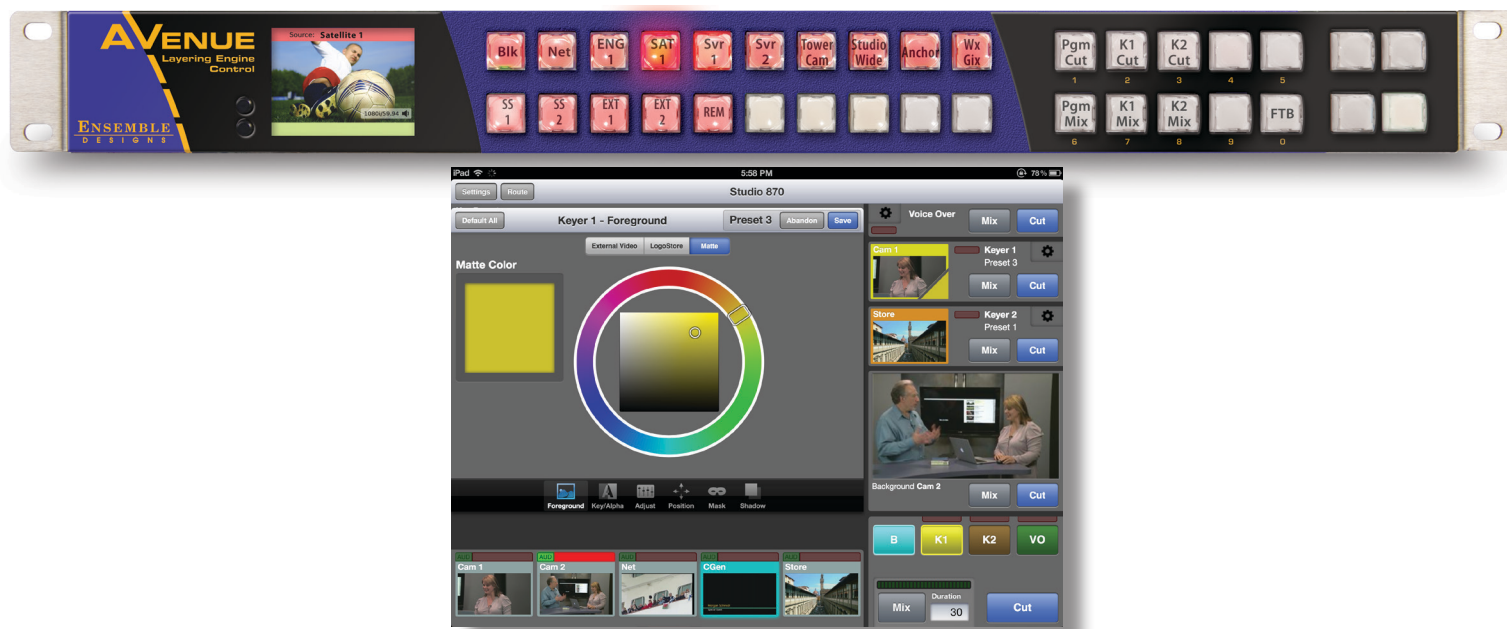 AVENUE
Layering Engine
Control
ENSEMBLE
DESIGNS
Source: Satellite 1
1080i/59.94
Blk
Net
ENG 1
SAT 1
Svr 1
Svr 2
Tower Cam
Studio Wide
Anchor
Wx Gix
SS 1
SS 2
EXT 1
EXT 2
REM
Pgm Cut
K1 Cut
K2 Cut
1 2 3 4 5
Pgm Mix
K1 Mix
K2 Mix
FTB
6 7 8 9 0
iPad 5:58 PM 78%
Settings Route Studio 870
Default All Keyer 1 - Foreground Preset 3 Abandon Save
External Video LogoStore Matte
Matte Color
Foreground Key/Alpha Adjust Position Mask Shadow
AUD AUD AUD AUD AUD
Cam 1 Cam 2 Net CGen Store
Voice Over
Mix Cut
Cam 1 Keyer 1
Preset 3
Mix Cut
Store Keyer 2
Preset 1
Mix Cut
Background Cam 2
Mix Cut
B K1 K2 VO
Duration
Mix 30 Cut